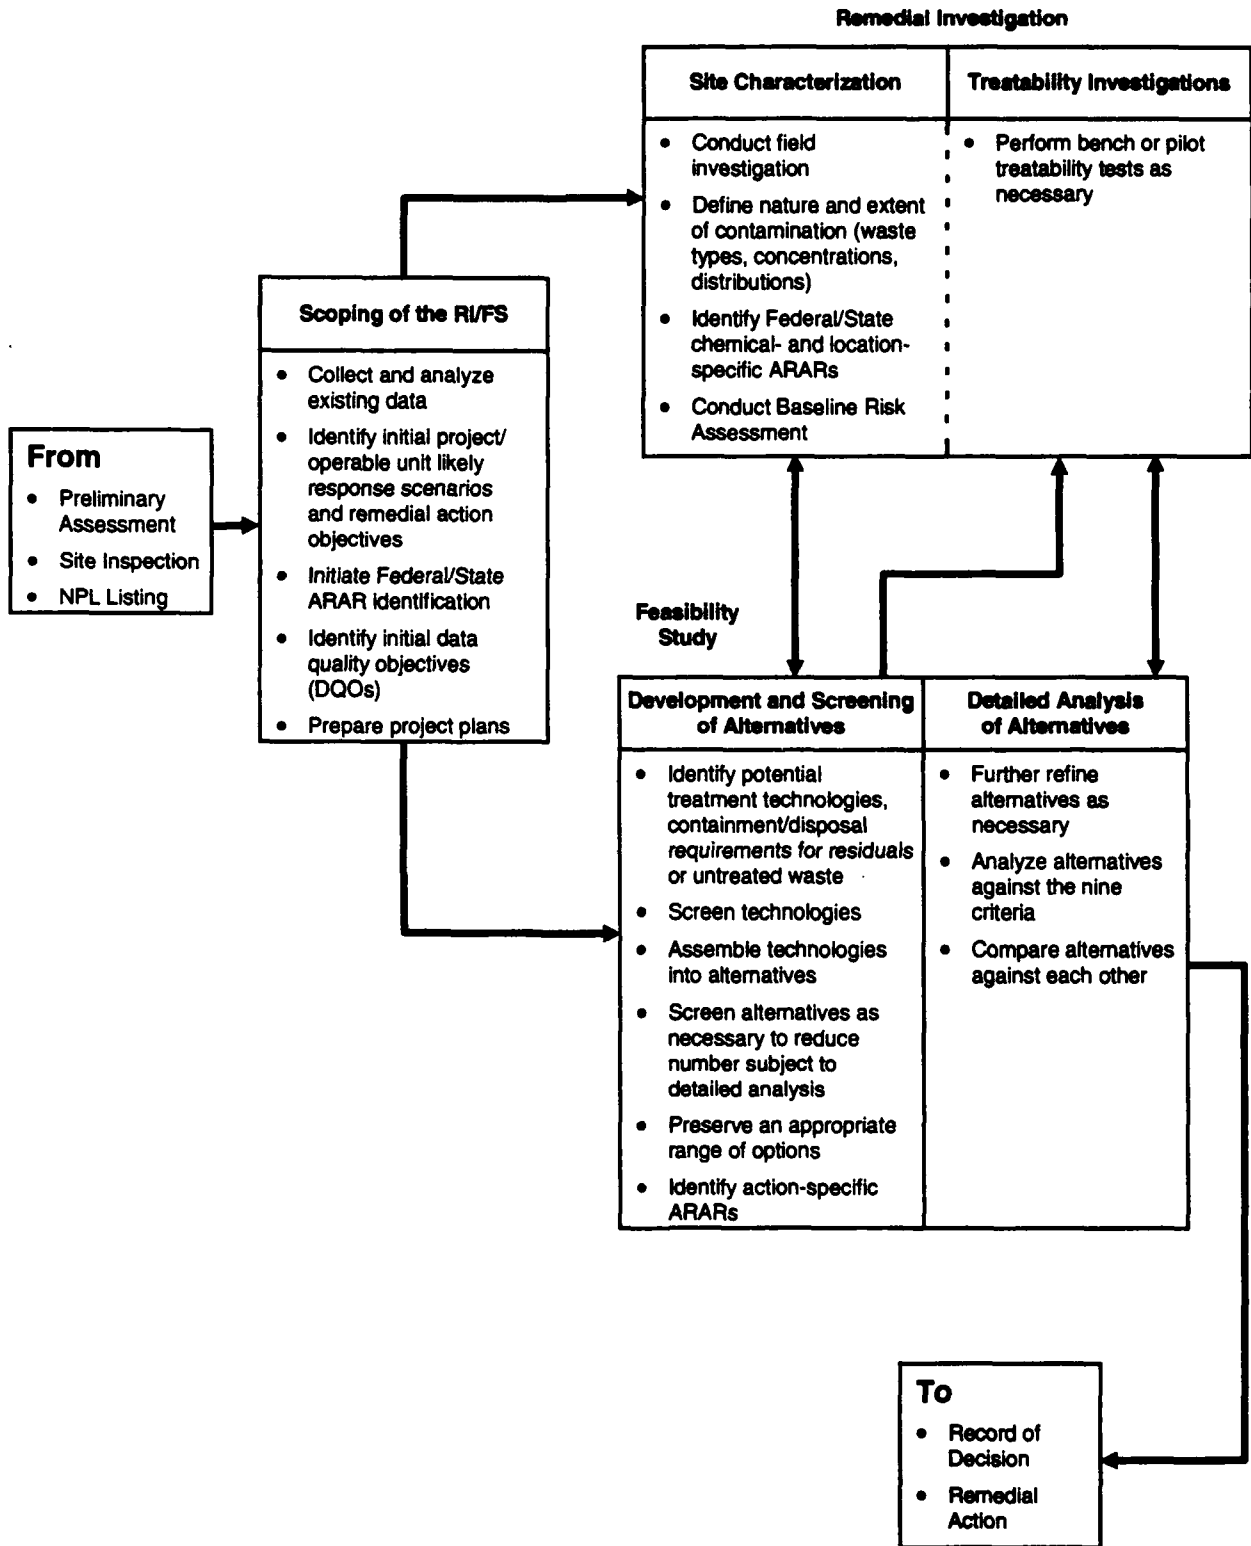 Remedial Investigation
Site Characterization
Treatability Investigations
• Conduct field
investigation
• Define nature and extent
of contamination (waste
types, concentrations,
distributions)
• Identify Federal/State
chemical- and location-
specific ARARs
• Conduct Baseline Risk
Assessment
• Perform bench or pilot
treatability tests as
necessary
Scoping of the RI/FS
• Collect and analyze
existing data
• Identify initial project/
operable unit likely
response scenarios
and remedial action
objectives
• Initiate Federal/State
ARAR identification
• Identify initial data
quality objectives
(DQOs)
• Prepare project plans
From
• Preliminary
Assessment
• Site Inspection
• NPL Listing
Feasibility
Study
Development and Screening
of Alternatives
Detailed Analysis
of Alternatives
• Identify potential
treatment technologies,
containment/disposal
requirements for residuals
or untreated waste
• Screen technologies
• Assemble technologies
into alternatives
• Screen alternatives as
necessary to reduce
number subject to
detailed analysis
• Preserve an appropriate
range of options
• Identify action-specific
ARARs
• Further refine
alternatives as
necessary
• Analyze alternatives
against the nine
criteria
• Compare alternatives
against each other
To
• Record of
Decision
• Remedial
Action